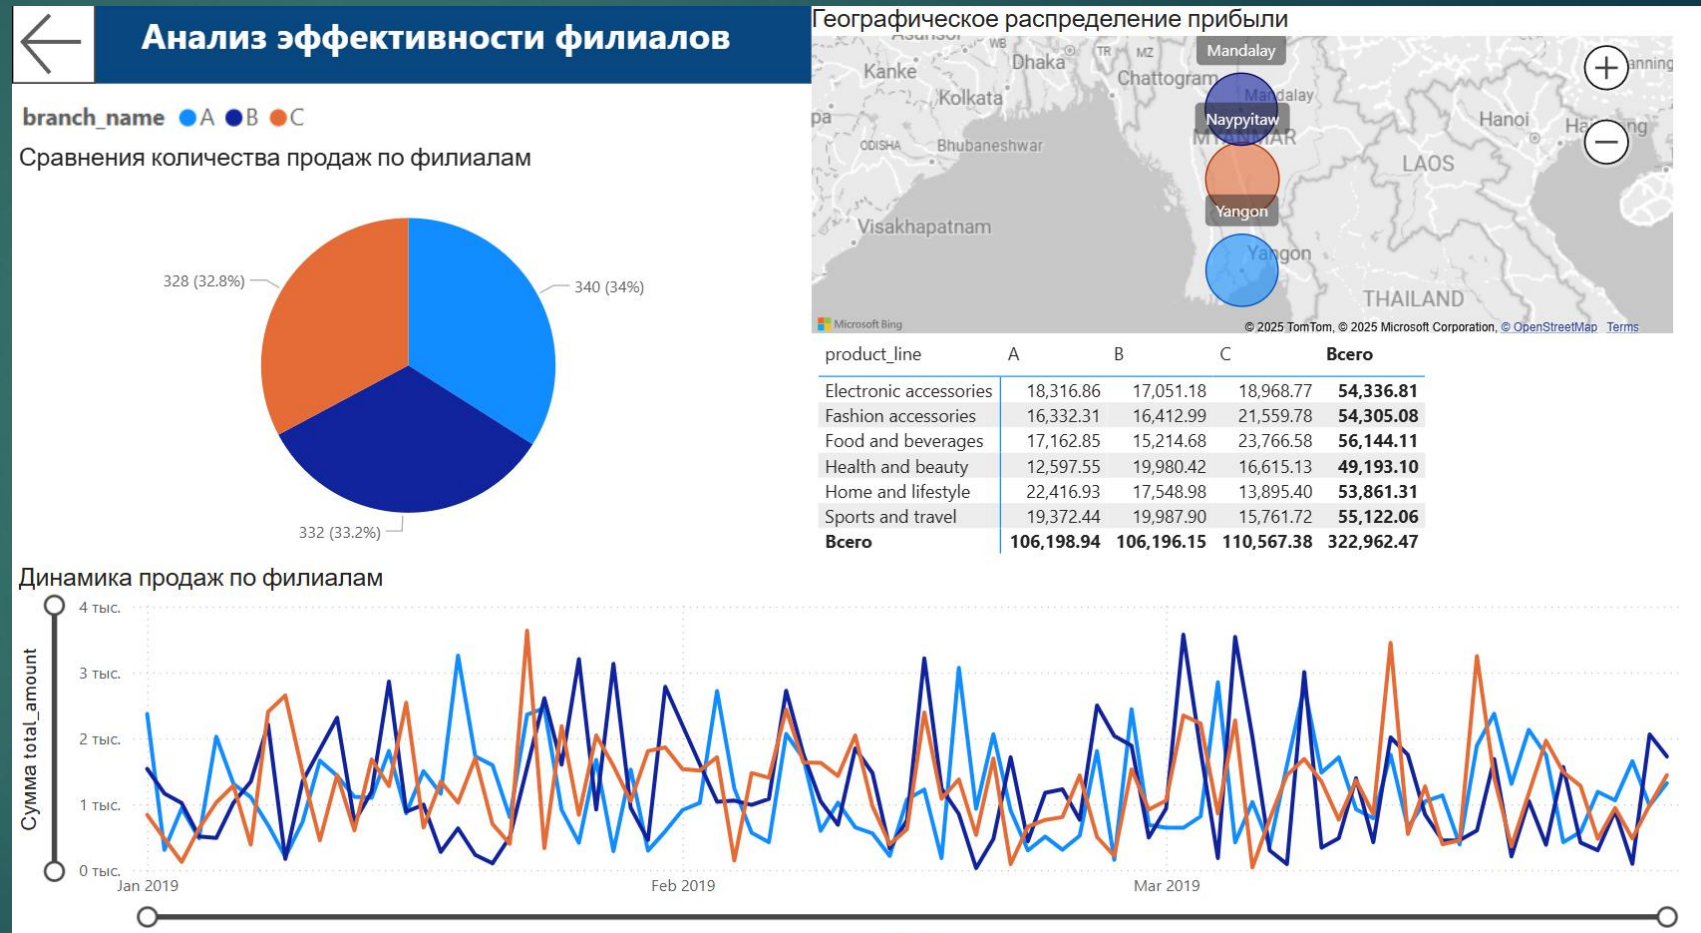 Анализ эффективности филиалов
branch_name A B C
Сравнения количества продаж по филиалам
328 (32.8%)
340 (34%)
332 (33.2%)
Географическое распределение прибыли
WB
TR
MZ
Mandalay
Kanke
Dhaka
Chattogram
Kolkata
Mandalay
Naypyitaw
Hanoi
ODISHA
Bhubaneshwar
LAOS
Yangon
Visakhapatnam
Yangon
THAILAND
Microsoft Bing
© 2025 TomTom, © 2025 Microsoft Corporation, © OpenStreetMap Terms
product_line A B C Всего
Electronic accessories 18,316.86 17,051.18 18,968.77 54,336.81
Fashion accessories 16,332.31 16,412.99 21,559.78 54,305.08
Food and beverages 17,162.85 15,214.68 23,766.58 56,144.11
Health and beauty 12,597.55 19,980.42 16,615.13 49,193.10
Home and lifestyle 22,416.93 17,548.98 13,895.40 53,861.31
Sports and travel 19,372.44 19,987.90 15,761.72 55,122.06
Всего 106,198.94 106,196.15 110,567.38 322,962.47
Динамика продаж по филиалам
Сумма total_amount
4 тыс.
3 тыс.
2 тыс.
1 тыс.
0 тыс.
Jan 2019
Feb 2019
Mar 2019